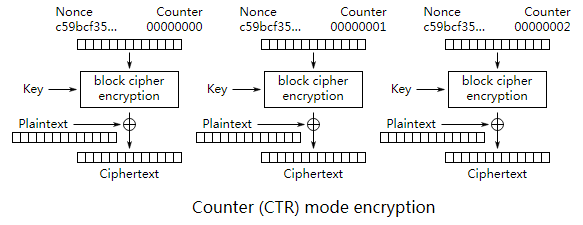 Nonce Counter Nonce Counter Nonce Counter
c59bcf35... 00000000 c59bcf35... 00000001 c59bcf35... 00000002
Key block cipher Key block cipher Key block cipher
encryption encryption encryption
Plaintext Plaintext Plaintext
Ciphertext Ciphertext Ciphertext
Counter (CTR) mode encryption